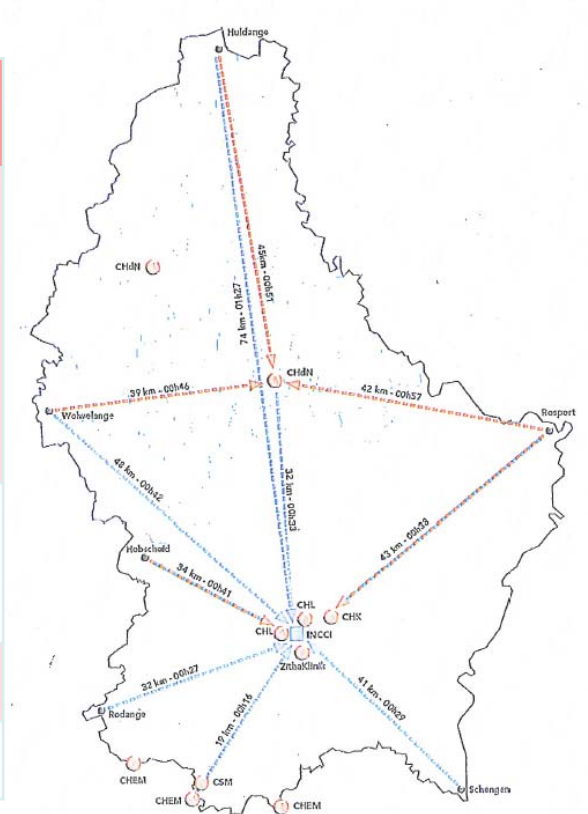 Huldange
45km - 00h51
74 km - 01h27
CHdN
CHdN
39 km - 00h46
42 km - 00h57
Wolwelange
Rosport
48 km - 00h42
32 km - 00h33
43 km - 00h38
Hobscheid
34 km - 00h41
CHL
CHK
CHL
INCCI
ZithaKlinik
32 km - 00h27
41 km - 00h29
Rodange
19 km - 00h16
CHEM
CSM
Schengen
CHEM
CHEM